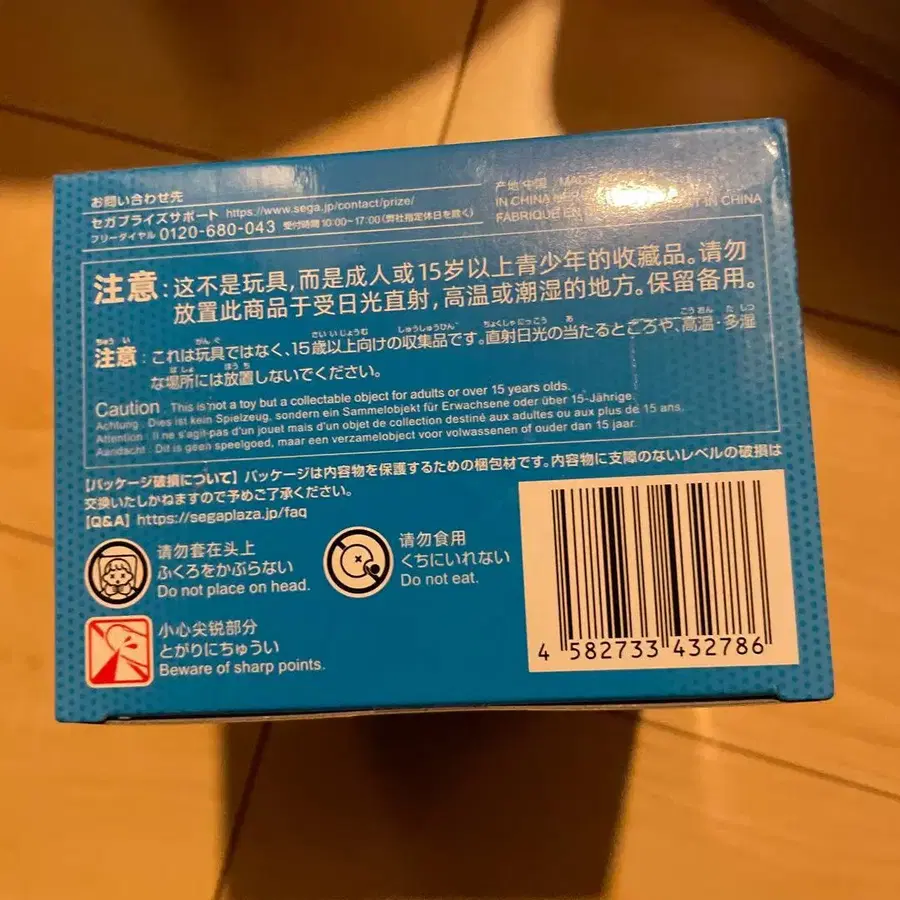 お問い合わせ先
セガプライズサポート https://www.sega.jp/contact/prize/
フリーダイヤル 0120-680-043 受付時間 10:00〜17:00(弊社指定休日を除く)
产地 中国 MADE
IN CHINA IN CHINA
FABRIQUÉ EN
注意:这不是玩具,而是成人或15岁以上青少年的收藏品。请勿
放置此商品于受日光直射,高温或潮湿的地方。保留备用。
注意:これは玩具ではなく、15歳以上向けの収集品です。直射日光の当たるところや、高温・多湿
な場所には放置しないでください。
Caution : This is not a toy but a collectable object for adults or over 15 years olds.
Achtung : Dies ist kein Spielzeug, sondern ein Sammelobjekt für Erwachsene oder über 15-Jährige.
Attention : Il ne s'agit-pas d'un jouet mais d'un objet de collection destiné aux adultes ou aux plus de 15 ans.
Aandacht : Dit is geen speelgoed, maar een verzamelobject voor volwassenen of ouder dan 15 jaar.
【パッケージ破損について】パッケージは内容物を保護するための梱包材です。内容物に支障のないレベルの破損は
交換いたしかねますので予めご了承ください。
【Q&A】https://segaplaza.jp/faq
请勿套在头上
ふくろをかぶらない
Do not place on head.
请勿食用
くちにいれない
Do not eat.
小心尖锐部分
とがりにちゅうい
Beware of sharp points.
4 582733 432786